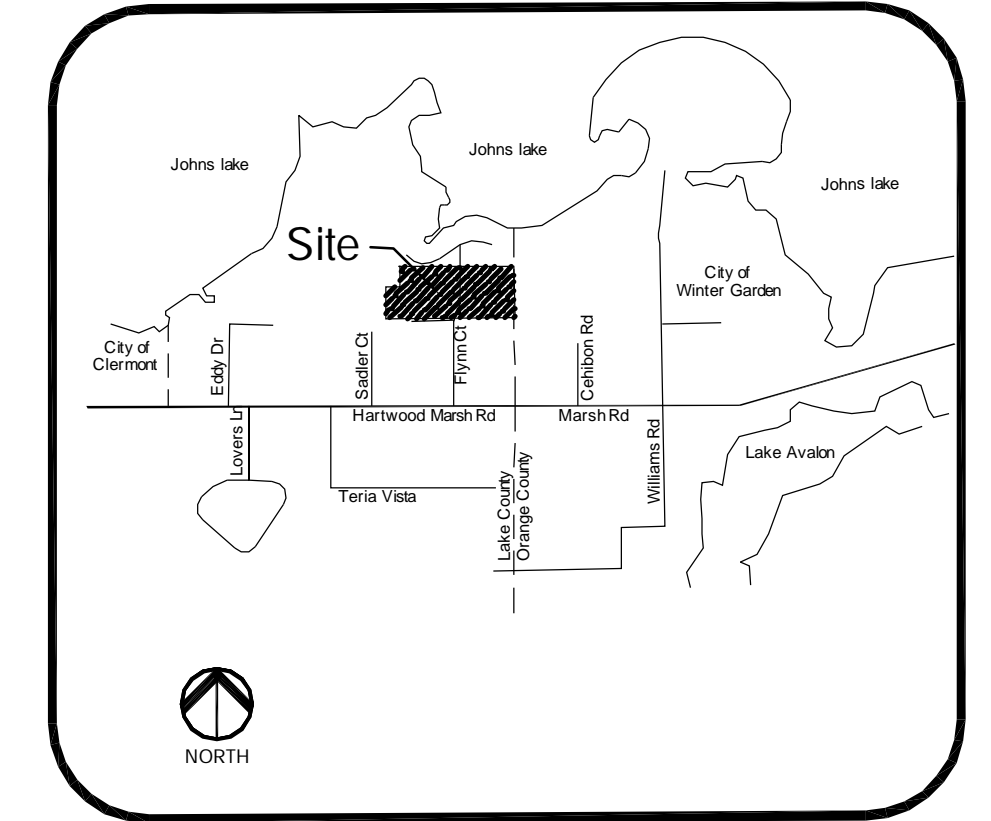 Johns lake
Johns lake
Johns lake
Site
City of
Winter Garden
City of
Clermont
Eddy Dr
Sadler Ct
Flynn Ct
Cehibon Rd
Hartwood Marsh Rd
Marsh Rd
Lovers Ln
Williams Rd
Lake Avalon
Teria Vista
Lake County
Orange County
NORTH